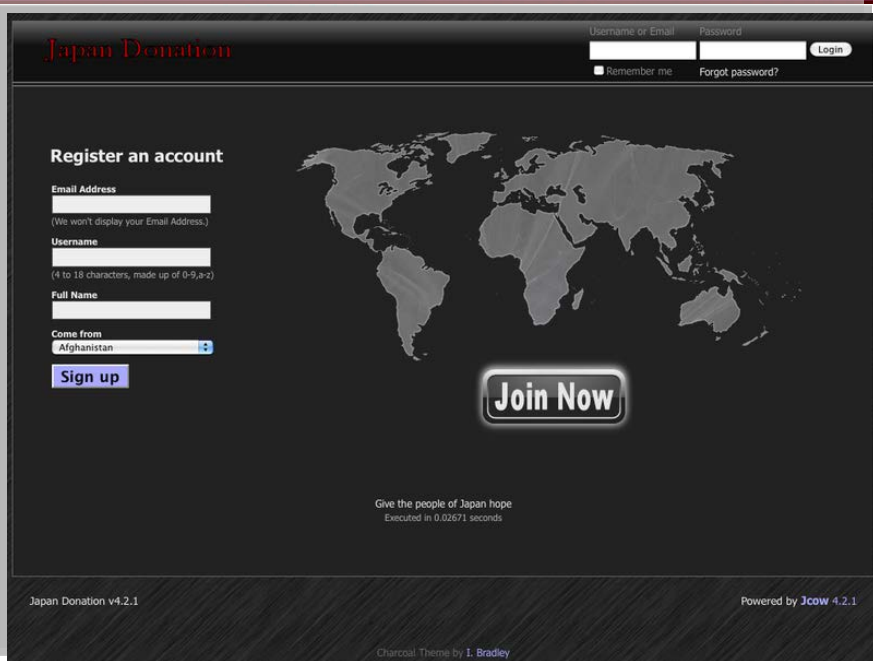 Japan Donation
Username or Email Password
Login
Remember me Forgot password?
Register an account
Email Address
(We won't display your Email Address.)
Username
(4 to 18 characters, made up of 0-9,a-z)
Full Name
Come from
Afghanistan
Sign up
Join Now
Give the people of Japan hope
Executed in 0.02671 seconds
Japan Donation v4.2.1 Powered by Jcow 4.2.1
Charcoal Theme by I. Bradley